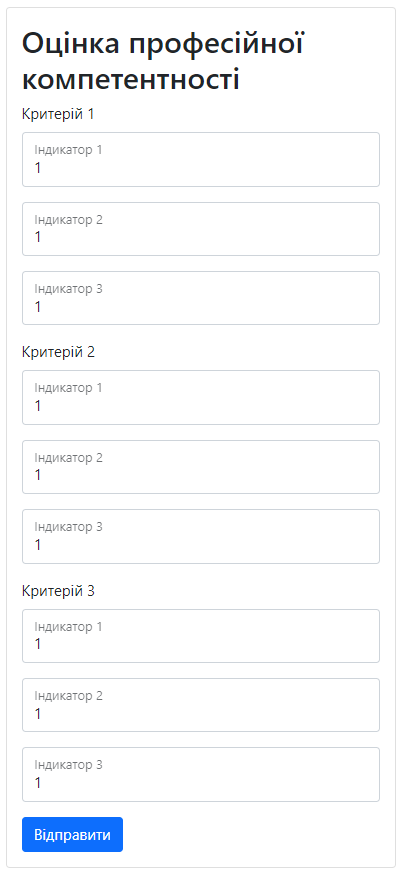 Оцінка професійної
компетентності
Критерій 1
Індикатор 1
1
Індикатор 2
1
Індикатор 3
1
Критерій 2
Індикатор 1
1
Індикатор 2
1
Індикатор 3
1
Критерій 3
Індикатор 1
1
Індикатор 2
1
Індикатор 3
1
Відправити